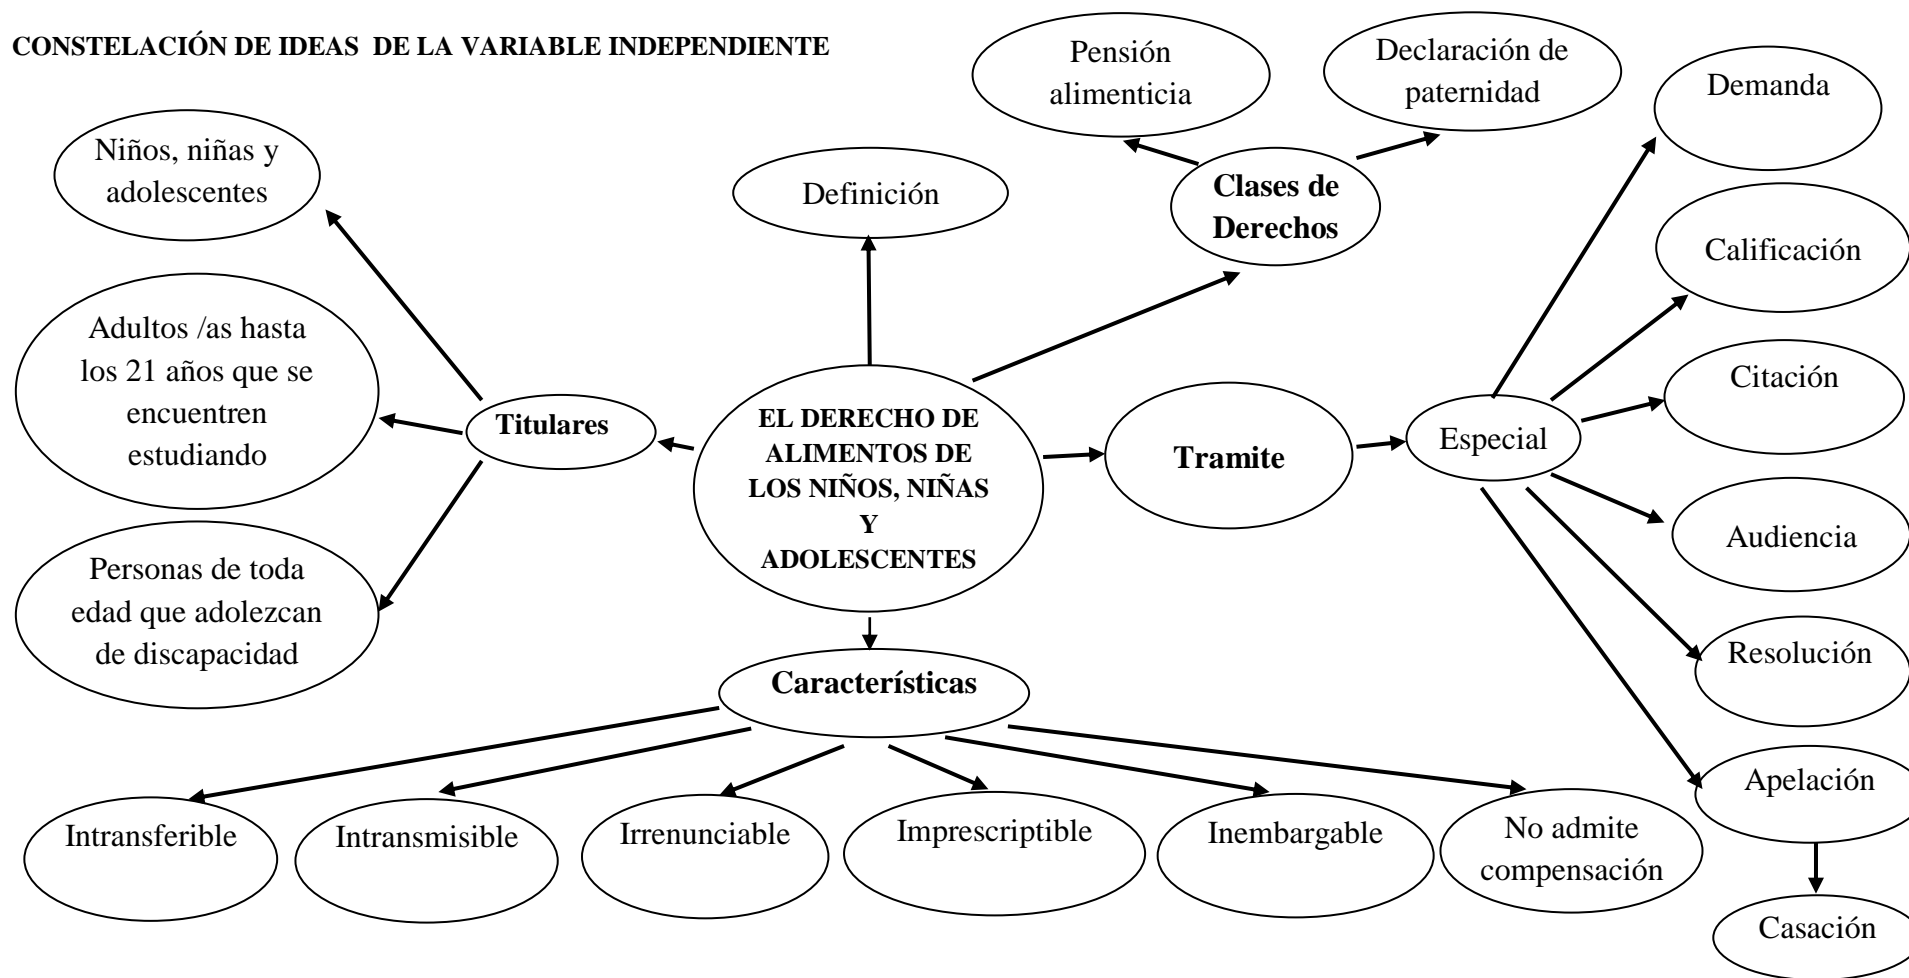 CONSTELACIÓN DE IDEAS DE LA VARIABLE INDEPENDIENTE
Pensión
alimenticia
Declaración de
paternidad
Demanda
Niños, niñas y
adolescentes
Definición
Clases de
Derechos
Calificación
Adultos /as hasta
los 21 años que se
encuentren
estudiando
Titulares
EL DERECHO DE
ALIMENTOS DE
LOS NIÑOS, NIÑAS
Y
ADOLESCENTES
Tramite
Especial
Citación
Audiencia
Personas de toda
edad que adolezcan
de discapacidad
Resolución
Características
Apelación
Intransferible
Intransmisible
Irrenunciable
Imprescriptible
Inembargable
No admite
compensación
Casación